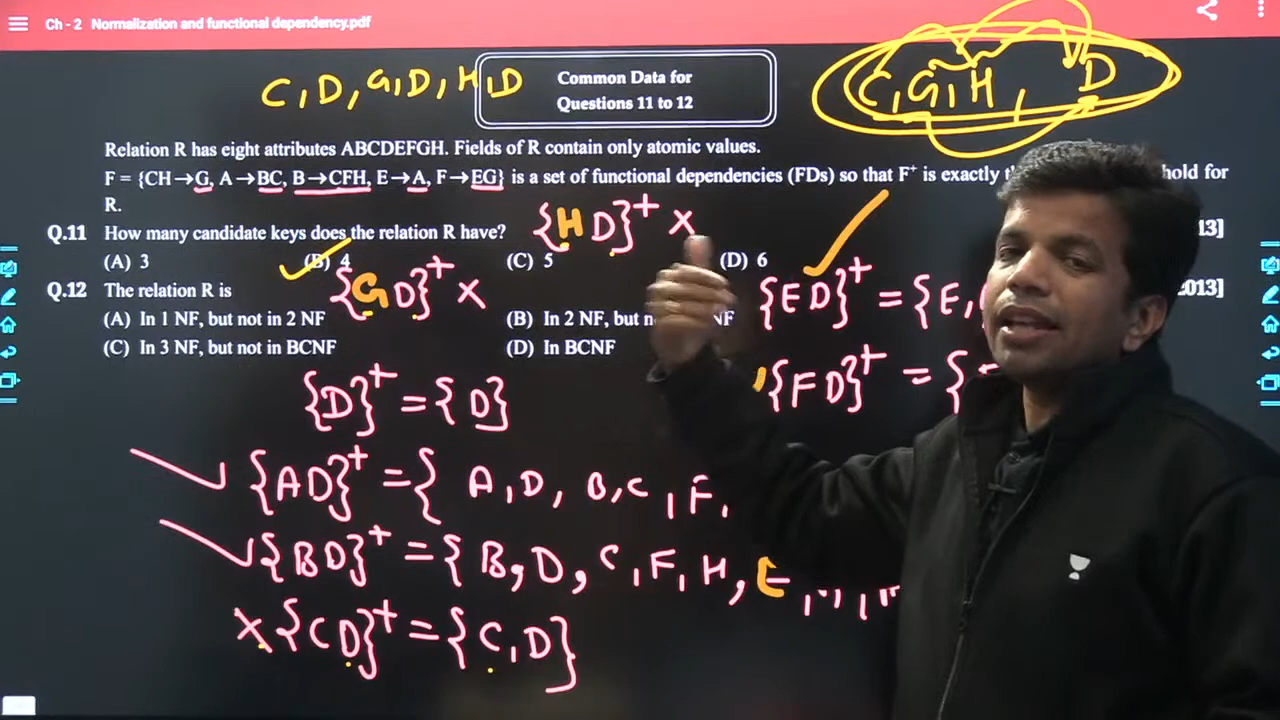 Ch - 2 Normalization and functional dependency.pdf
C, D, G, D, H, D
Common Data for
Questions 11 to 12
C, G, H, D
Relation R has eight attributes ABCDEFGH. Fields of R contain only atomic values.
F = {CH→G, A→BC, B→CFH, E→A, F→EG} is a set of functional dependencies (FDs) so that F⁺ is exactly hold for
R.
Q.11 How many candidate keys does the relation R have? 13]
{HD}⁺ ×
(A) 3 (B) 4 (C) 5 (D) 6
Q.12 The relation R is 2013]
{GD}⁺ × {ED}⁺ = {E,
(A) In 1 NF, but not in 2 NF (B) In 2 NF, but NF
(C) In 3 NF, but not in BCNF (D) In BCNF
{D}⁺ = {D} {FD}⁺ = {
{AD}⁺ = { A, D, B, C, F,
{BD}⁺ = { B, D, C, F, H, E
× {CD}⁺ = {C, D}